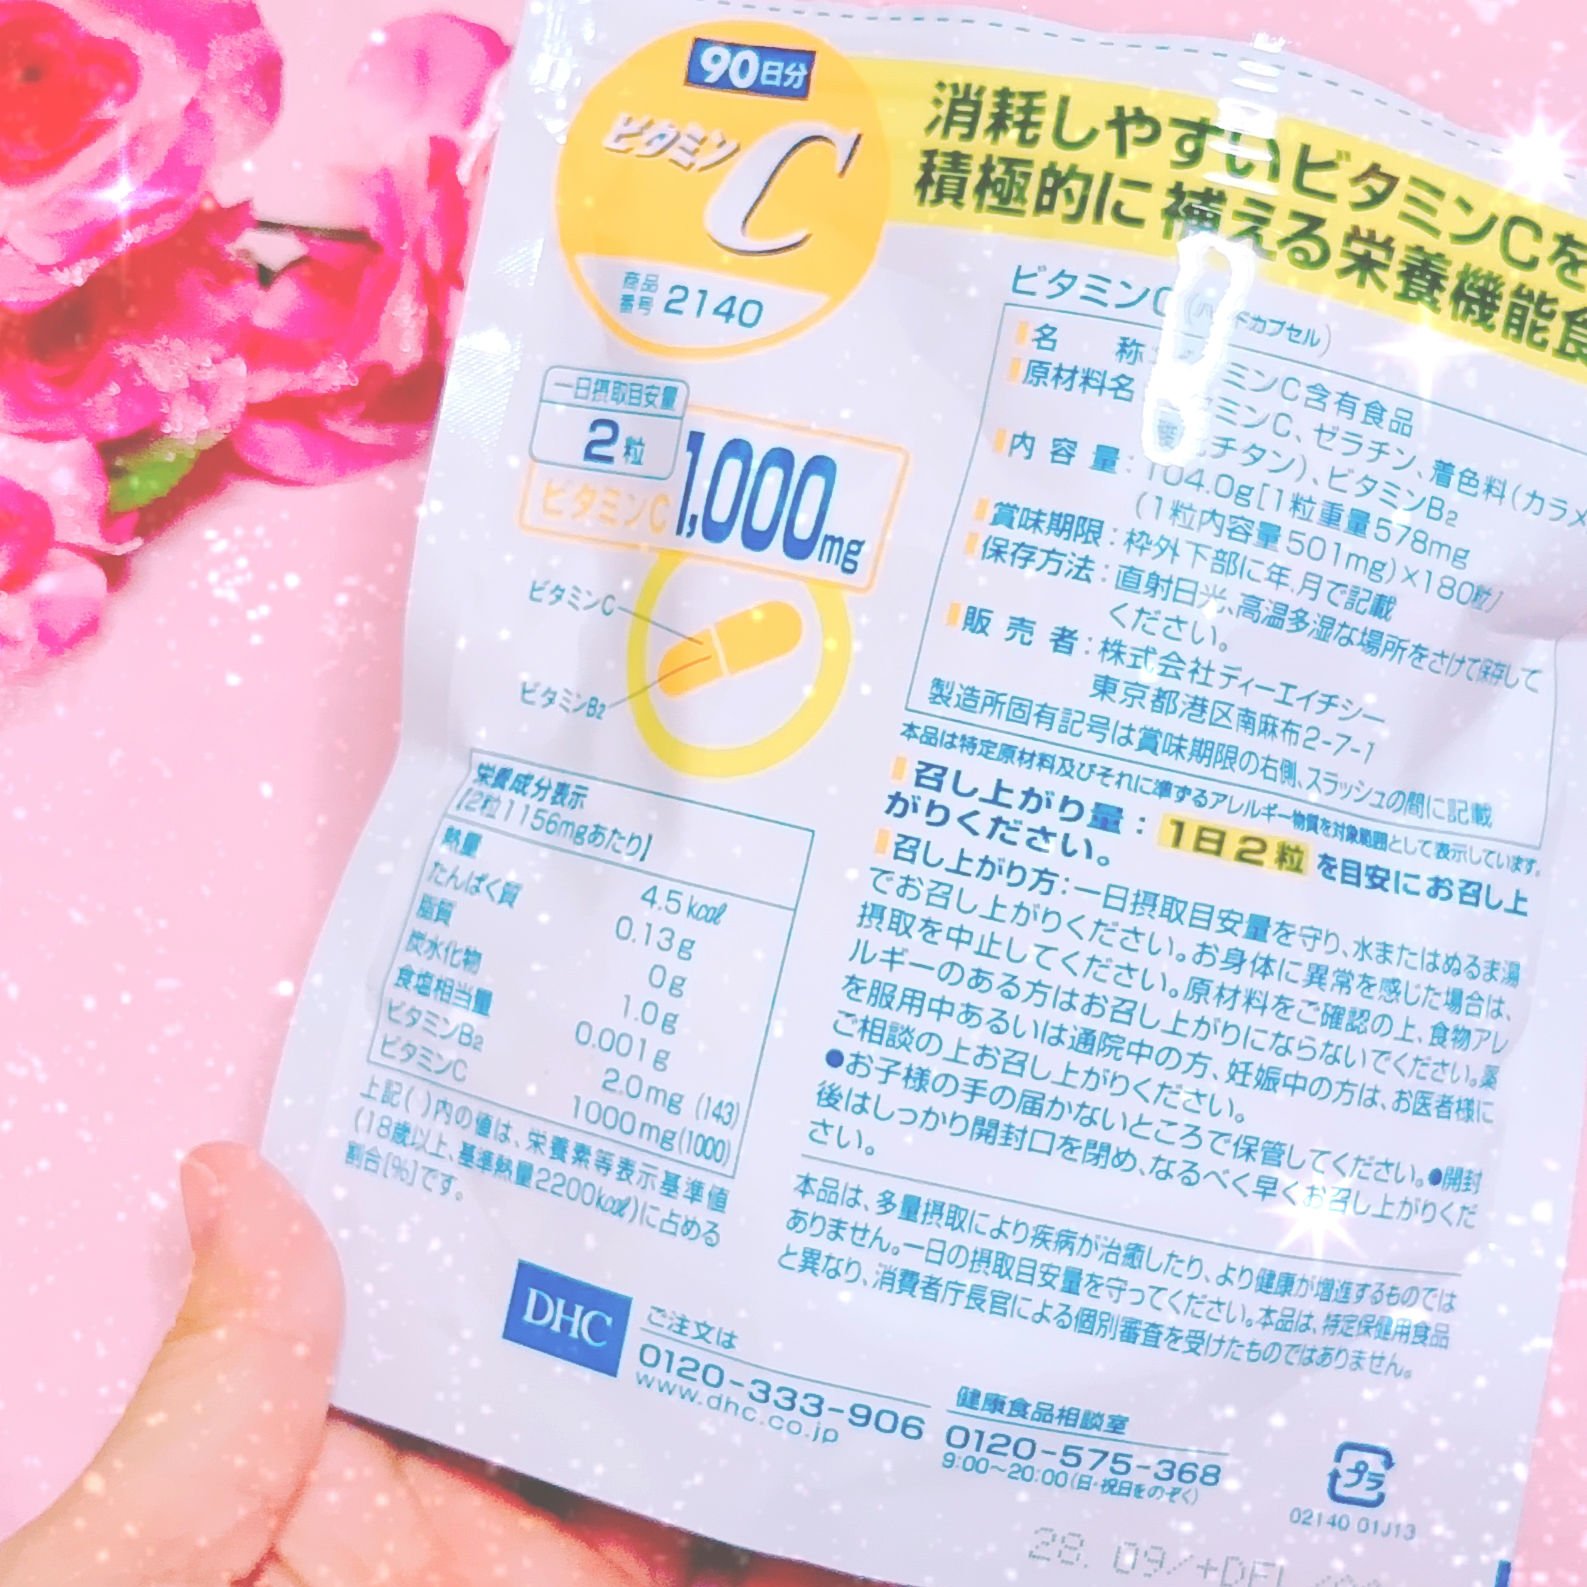 90日分
ビタミン
C
商品
番号 2140
消耗しやすいビタミンCを
積極的に補える栄養機能食
一日摂取目安量
2粒
ビタミンC 1,000mg
ビタミンC
ビタミンB2
ビタミンC(ハードカプセル)
名 称: ミンC含有食品
原材料名 タミンC、ゼラチン、着色料(カラメ
チタン)、ビタミンB2
内容量: 104.0g[1粒重量578mg
(1粒内容量501mg)×180粒]
賞味期限:枠外下部に年、月で記載
保存方法:直射日光、高温多湿な場所をさけて保存して
ください。
販売者:株式会社ディーエイチシー
東京都港区南麻布2-7-1
製造所固有記号は賞味期限の右側、スラッシュの間に記載
本品は特定原材料及びそれに準ずるアレルギー物質を対象範囲として表示しています。
召し上がり量:1日2粒を目安にお召し上
がりください。
召し上がり方:一日摂取目安量を守り、水またはぬるま湯
でお召し上がりください。お身体に異常を感じた場合は、
摂取を中止してください。原材料をご確認の上、食物アレ
ルギーのある方はお召し上がりにならないでください。薬
を服用中あるいは通院中の方、妊娠中の方は、お医者様に
ご相談の上お召し上がりください。
●お子様の手の届かないところで保管してください。●開封
後はしっかり開封口を閉め、なるべく早くお召し上がりくだ
さい。
本品は、多量摂取により疾病が治癒したり、より健康が増進するものでは
ありません。一日の摂取目安量を守ってください。本品は、特定保健用食品
と異なり、消費者庁長官による個別審査を受けたものではありません。
栄養成分表示
[2粒1156mgあたり]
熱量 4.5kcal
たんぱく質 0.13g
脂質 0g
炭水化物 1.0g
食塩相当量 0.001g
ビタミンB2 2.0mg (143)
ビタミンC 1000mg(1000)
上記( )内の値は、栄養素等表示基準値
(18歳以上、基準熱量2200kcal)に占める
割合[%]です。
DHC
ご注文は
0120-333-906
www.dhc.co.jp
健康食品相談室
0120-575-368
9:00~20:00(日・祝日をのぞく)
プラ
02140 01J13
28. 09/+DEL